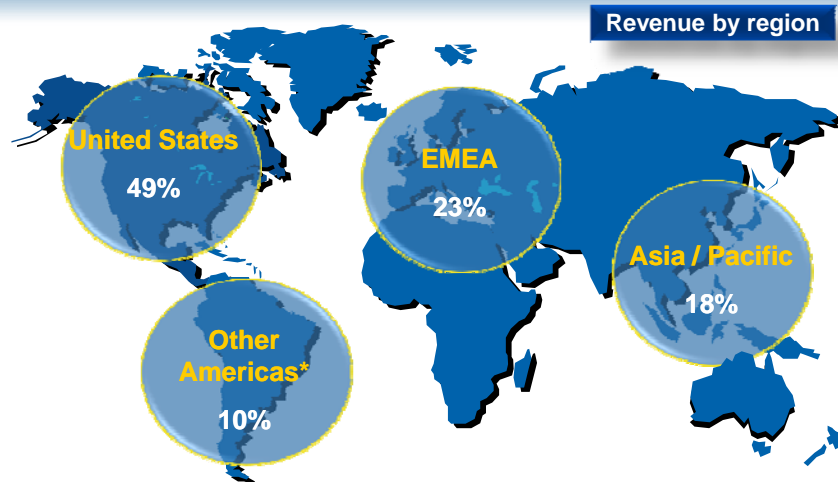 Revenue by region
United States
49%
EMEA
23%
Asia / Pacific
18%
Other
Americas*
10%